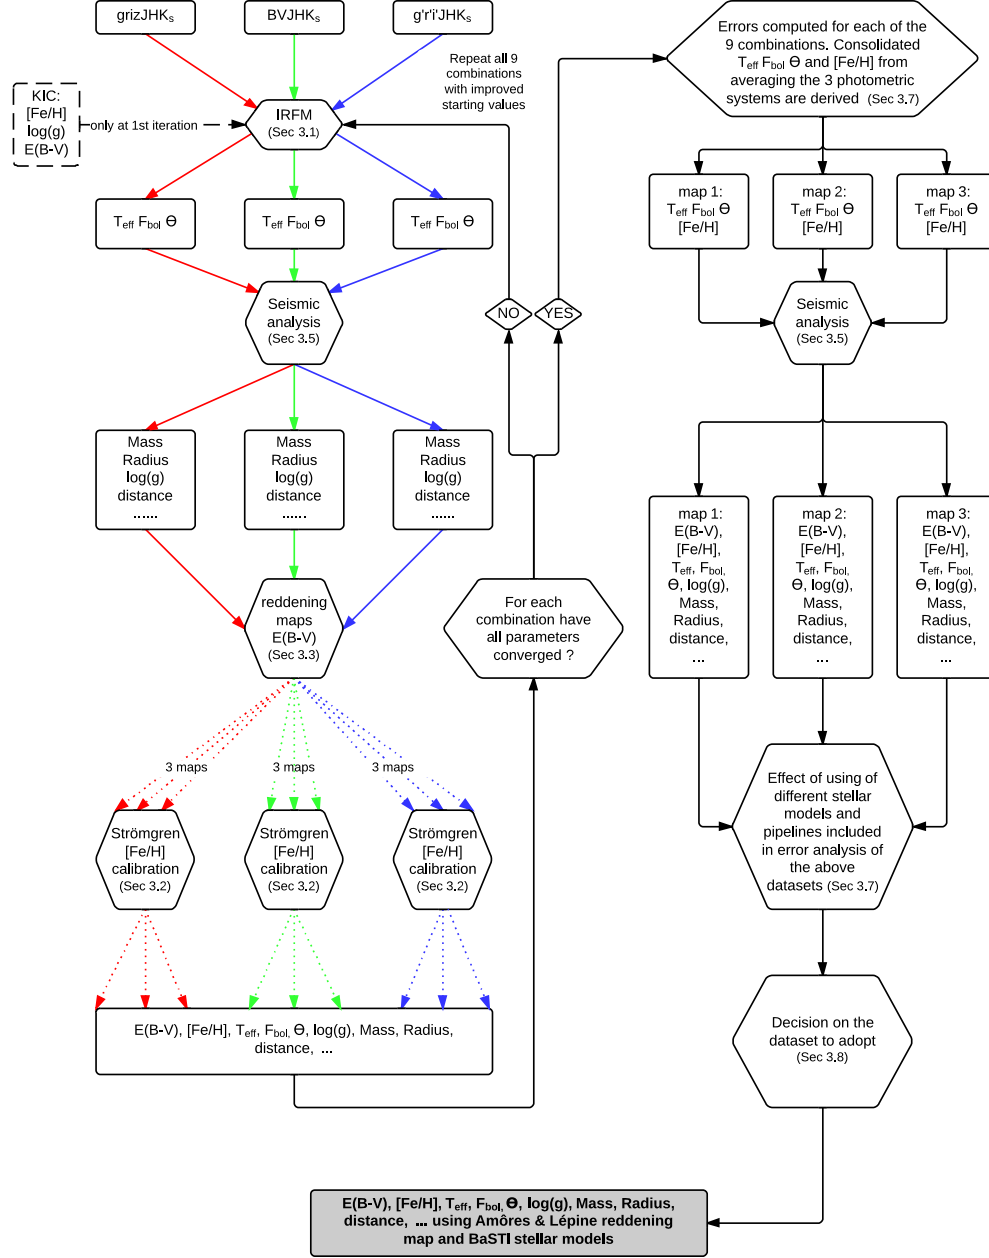 grizJHKs
BVJHKs
g'r'i'JHKs
KIC:
[Fe/H]
log(g)
E(B-V)
only at 1st iteration
IRFM
(Sec 3.1)
Repeat all 9
combinations
with improved
starting values
Teff Fbol Θ
Teff Fbol Θ
Teff Fbol Θ
Seismic
analysis
(Sec 3.5)
NO
YES
Mass
Radius
log(g)
distance
......
Mass
Radius
log(g)
distance
......
Mass
Radius
log(g)
distance
......
reddening
maps
E(B-V)
(Sec 3.3)
For each
combination have
all parameters
converged ?
3 maps
3 maps
3 maps
Strömgren
[Fe/H]
calibration
(Sec 3.2)
Strömgren
[Fe/H]
calibration
(Sec 3.2)
Strömgren
[Fe/H]
calibration
(Sec 3.2)
E(B-V), [Fe/H], Teff, Fbol, Θ, log(g), Mass, Radius,
distance, ...
Errors computed for each of the
9 combinations. Consolidated
Teff Fbol Θ and [Fe/H] from
averaging the 3 photometric
systems are derived (Sec 3.7)
map 1:
Teff Fbol Θ
[Fe/H]
map 2:
Teff Fbol Θ
[Fe/H]
map 3:
Teff Fbol Θ
[Fe/H]
Seismic
analysis
(Sec 3.5)
map 1:
E(B-V),
[Fe/H],
Teff, Fbol,
Θ, log(g),
Mass,
Radius,
distance,
...
map 2:
E(B-V),
[Fe/H],
Teff, Fbol,
Θ, log(g),
Mass,
Radius,
distance,
...
map 3:
E(B-V),
[Fe/H],
Teff, Fbol,
Θ, log(g),
Mass,
Radius,
distance,
...
Effect of using of
different stellar
models and
pipelines included
in error analysis of
the above
datasets (Sec 3.7)
Decision on the
dataset to adopt
(Sec 3.8)
E(B-V), [Fe/H], Teff, Fbol, Θ, log(g), Mass, Radius,
distance, ... using Amôres & Lépine reddening
map and BaSTI stellar models